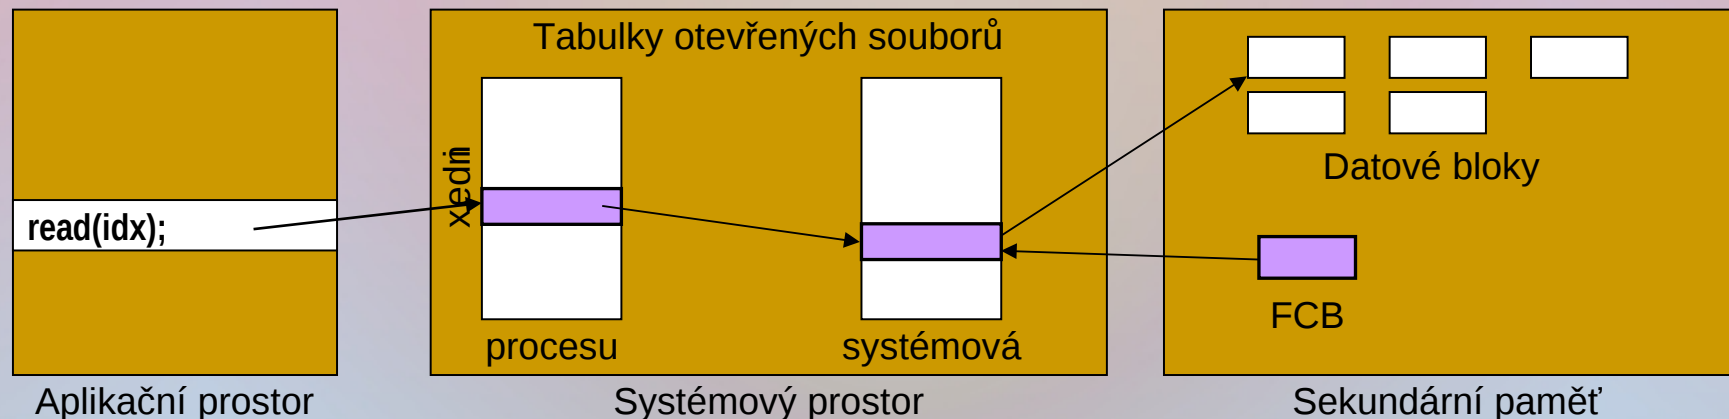 Tabulky otevřených souborů
index
read(idx);
procesu
systémová
Datové bloky
FCB
Aplikační prostor
Systémový prostor
Sekundární paměť